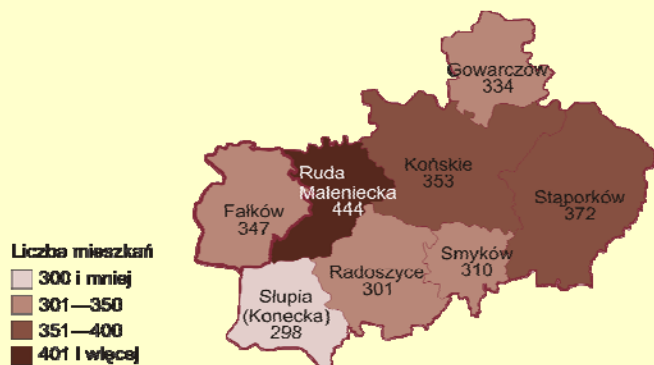 Gowarczów
334
Końskie
353
Stąporków
372
Ruda
Maleniecka
444
Fałków
347
Smyków
310
Radoszyce
301
Słupia
(Konecka)
298
Liczba mieszkań
300 i mniej
301—350
351—400
401 i więcej